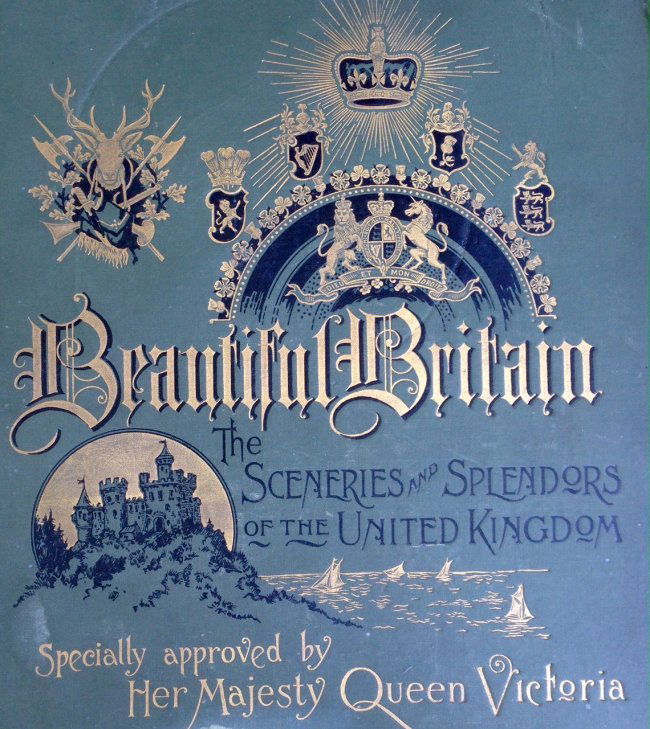 DIEU ET MON DROIT
Beautiful Britain
The
SCENERIES AND SPLENDORS
OF THE UNITED KINGDOM
Specially approved by
Her Majesty Queen Victoria